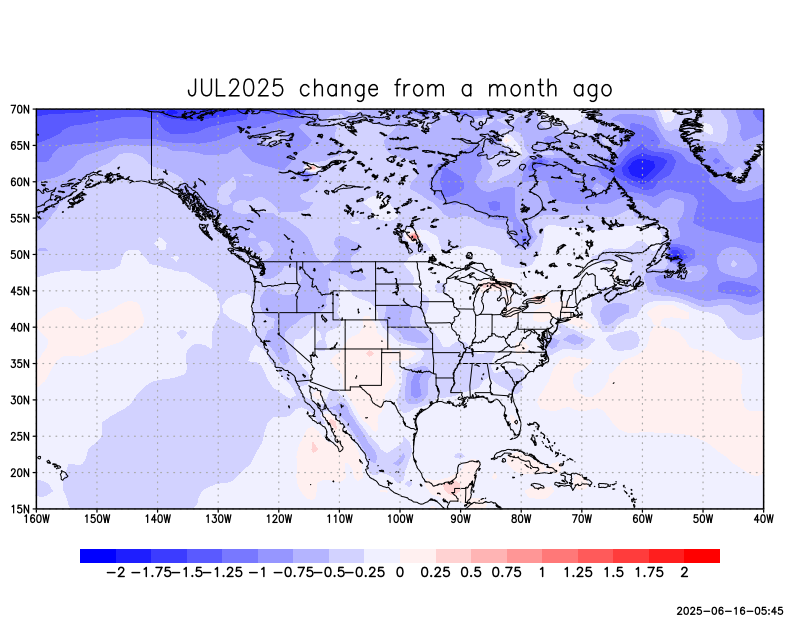 JUL2025 change from a month ago
70N
65N
60N
55N
50N
45N
40N
35N
30N
25N
20N
15N
160W 150W 140W 130W 120W 110W 100W 90W 80W 70W 60W 50W 40W
−2 −1.75 −1.5 −1.25 −1 −0.75 −0.5 −0.25 0 0.25 0.5 0.75 1 1.25 1.5 1.75 2
2025-06-16-05:45